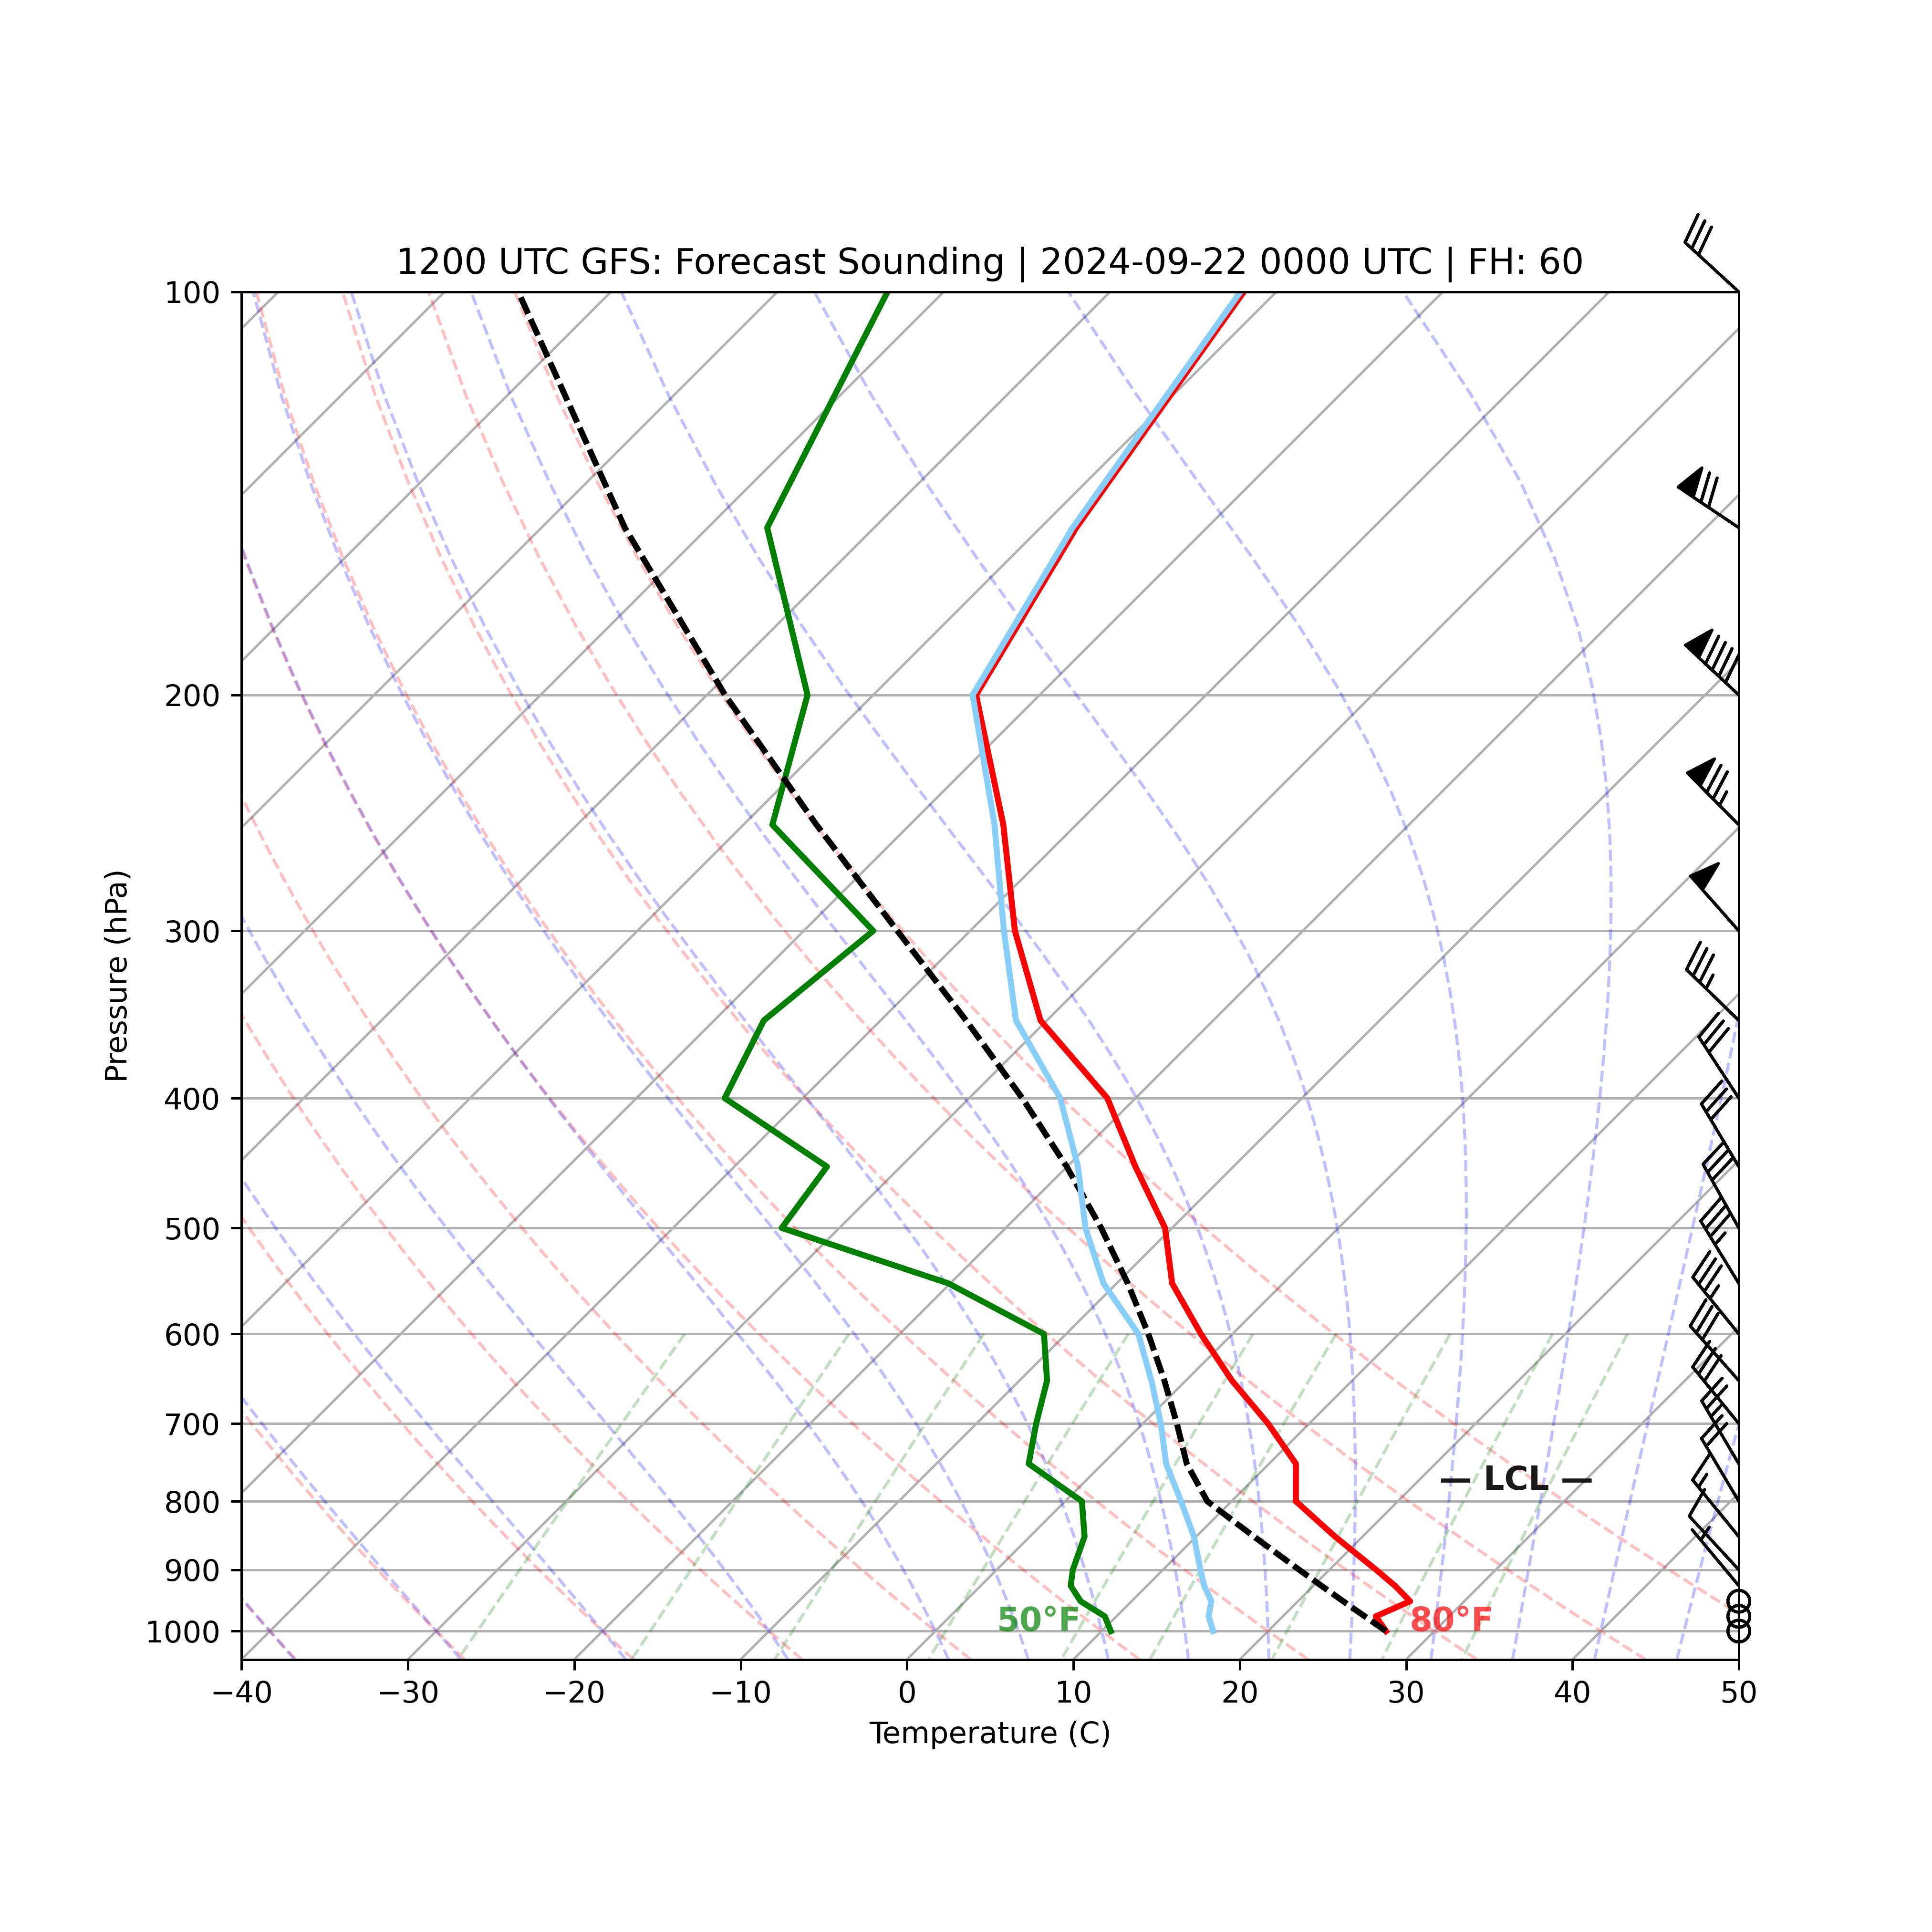 1200 UTC GFS: Forecast Sounding | 2024-09-22 0000 UTC | FH: 60
100
200
300
400
500
600
700
800
900
1000
Pressure (hPa)
— LCL —
50°F
80°F
−40 −30 −20 −10 0 10 20 30 40 50
Temperature (C)